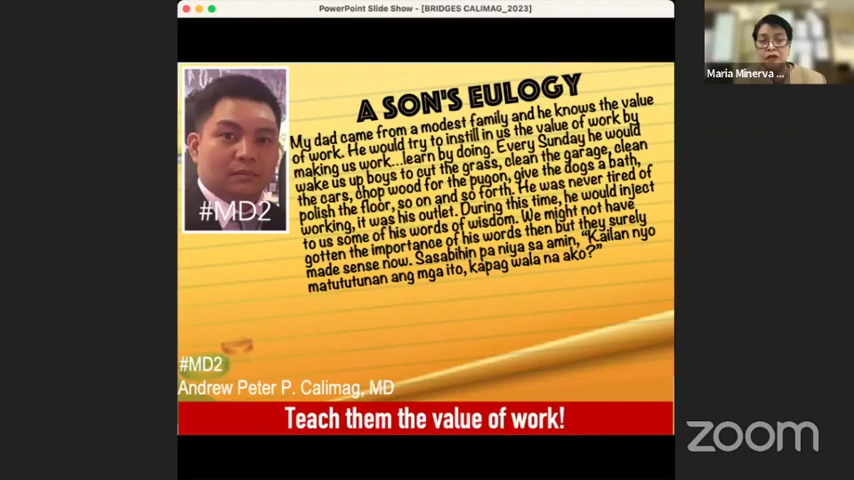 PowerPoint Slide Show - [BRIDGES CALIMAG_2023]
Maria Minerva ...
A SON'S EULOGY
My dad came from a modest family and he knows the value
of work. He would try to instill in us the value of work by
making us work...learn by doing. Every Sunday he would
wake us up boys to cut the grass, clean the garage, clean
the cars, chop wood for the pugon, give the dogs a bath,
polish the floor, so on and so forth. He was never tired of
working, it was his outlet. During this time, he would inject
to us some of his words of wisdom. We might not have
gotten the importance of his words then but they surely
made sense now. Sasabihin pa niya sa amin, "Kailan nyo
matututunan ang mga ito, kapag wala na ako?"
#MD2
#MD2
Andrew Peter P. Calimag, MD
Teach them the value of work!
zoom